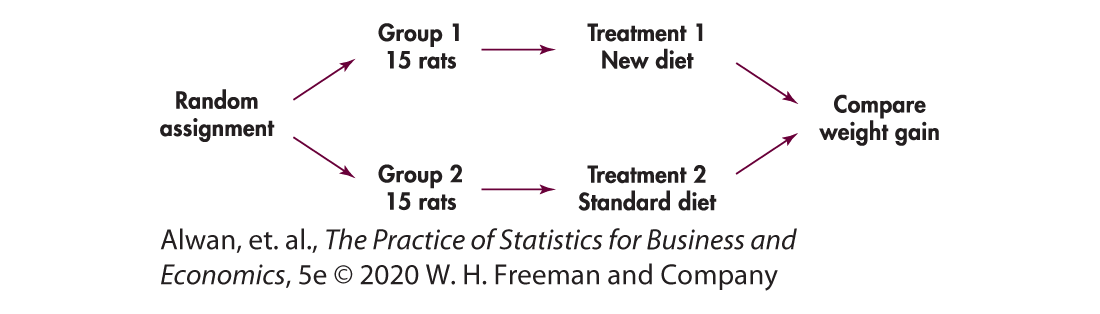 Random
assignment
Group 1
15 rats
Treatment 1
New diet
Group 2
15 rats
Treatment 2
Standard diet
Compare
weight gain
Alwan, et. al., The Practice of Statistics for Business and
Economics, 5e © 2020 W. H. Freeman and Company